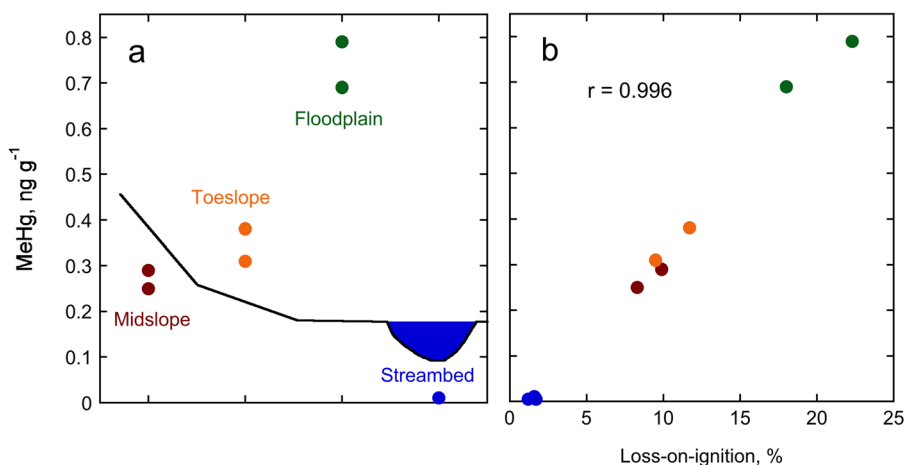 a
b
0.8
0.7
0.6
0.5
0.4
0.3
0.2
0.1
0
MeHg, ng g⁻¹
Floodplain
Toeslope
Midslope
Streambed
r = 0.996
0 5 10 15 20 25
Loss-on-ignition, %